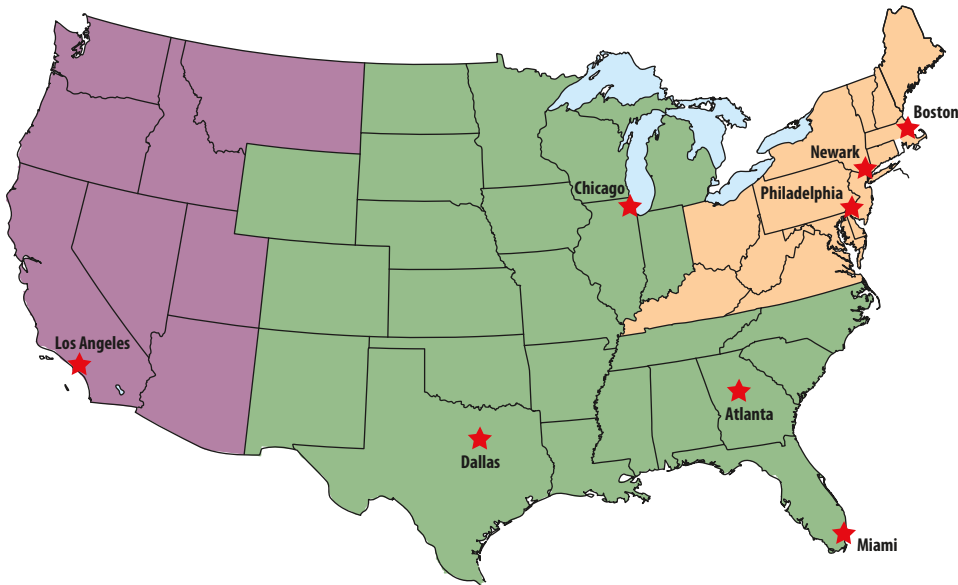 Boston
Newark
Chicago
Philadelphia
Los Angeles
Atlanta
Dallas
Miami